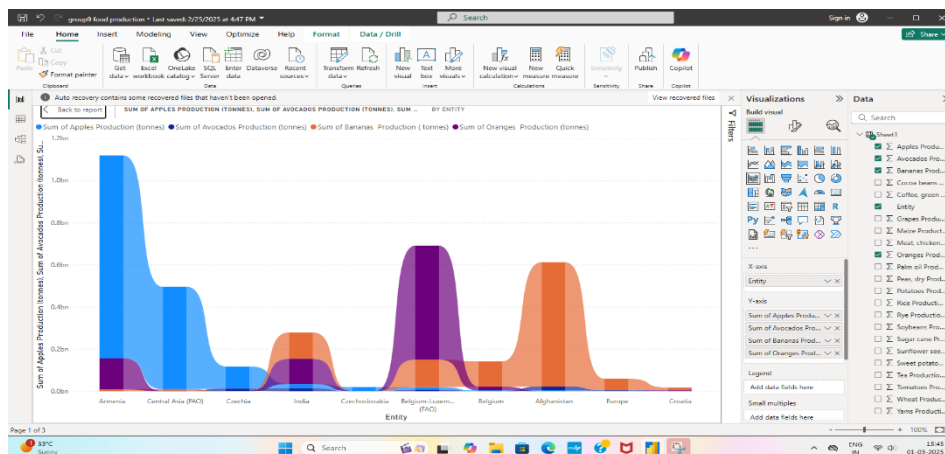 group9 food production • Last saved: 2/25/2025 at 4:47 PM
Search
Sign in
File Home Insert Modeling View Optimize Help Format Data / Drill
Share
Paste
Cut
Copy
Format painter
Clipboard
Get data
Excel workbook
OneLake catalog
SQL Server
Enter data
Dataverse
Recent sources
Data
Transform data
Refresh
Queries
New visual
Text box
More visuals
Insert
New visual calculation
New measure
Quick measure
Calculations
Sensitivity
Sensitivity
Publish
Share
Copilot
Copilot
Auto recovery contains some recovered files that haven't been opened.
View recovered files
Back to report
SUM OF APPLES PRODUCTION (TONNES), SUM OF AVOCADOS PRODUCTION (TONNES), SUM ...
BY ENTITY
Sum of Apples Production (tonnes) Sum of Avocados Production (tonnes) Sum of Bananas Production ( tonnes) Sum of Oranges Production (tonnes)
Sum of Apples Production (tonnes), Sum of Avocados Production (tonnes), Su...
1.2bn
1.0bn
0.8bn
0.6bn
0.4bn
0.2bn
0.0bn
Armenia
Central Asia (FAO)
Czechia
India
Czechoslovakia
Belgium-Luxem... (FAO)
Belgium
Afghanistan
Europe
Croatia
Entity
Filters
Visualizations
Build visual
X-axis
Entity
Y-axis
Sum of Apples Produ...
Sum of Avocados Pro...
Sum of Bananas Prod...
Sum of Oranges Prod...
Legend
Add data fields here
Small multiples
Add data fields here
Data
Search
Sheet1
Apples Produ...
Avocados Pro...
Bananas Prod...
Cocoa beans ...
Coffee, green ...
Entity
Grapes Produ...
Maize Product...
Meat, chicken...
Oranges Prod...
Palm oil Prod...
Peas, dry Prod...
Potatoes Prod...
Rice Producti...
Rye Productio...
Soybeans Pro...
Sugar cane Pr...
Sunflower see...
Sweet potato...
Tea Productio...
Tomatoes Pro...
Wheat Produc...
Yams Producti...
Page 1 of 3
100%
33°C
Sunny
Search
ENG
IN
15:45
01-03-2025